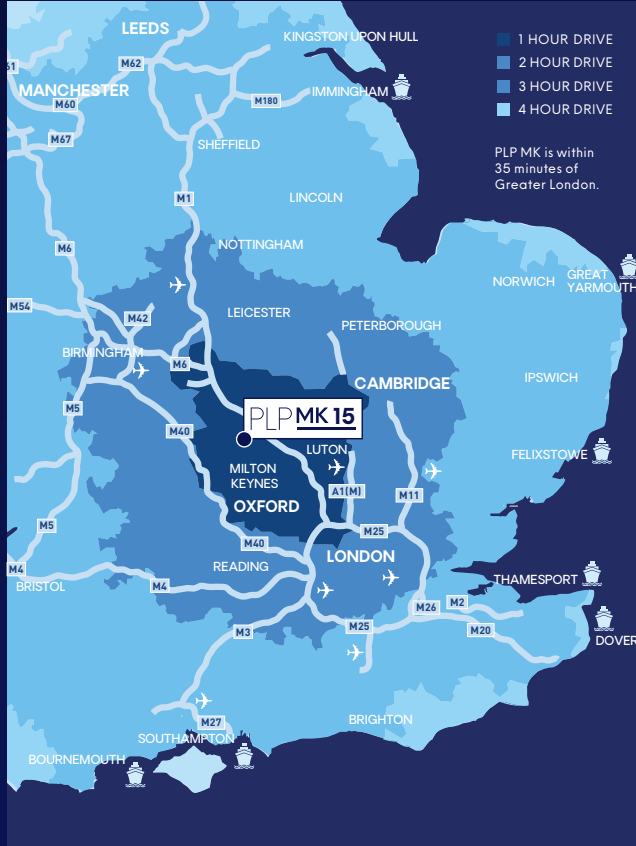 LEEDS
KINGSTON UPON HULL
1 HOUR DRIVE
2 HOUR DRIVE
3 HOUR DRIVE
4 HOUR DRIVE
61
M62
MANCHESTER
M60
M180
IMMINGHAM
M67
SHEFFIELD
PLP MK is within
35 minutes of
Greater London.
M1
LINCOLN
M6
NOTTINGHAM
NORWICH
GREAT
YARMOUTH
M54
M42
LEICESTER
PETERBOROUGH
BIRMINGHAM
M6
CAMBRIDGE
IPSWICH
M5
PLP MK 15
M40
LUTON
FELIXSTOWE
MILTON
KEYNES
A1(M)
M11
OXFORD
M5
M25
M40
LONDON
READING
M4
BRISTOL
M4
THAMESPORT
M26
M2
M3
M25
M20
DOVER
M27
BRIGHTON
SOUTHAMPTON
BOURNEMOUTH